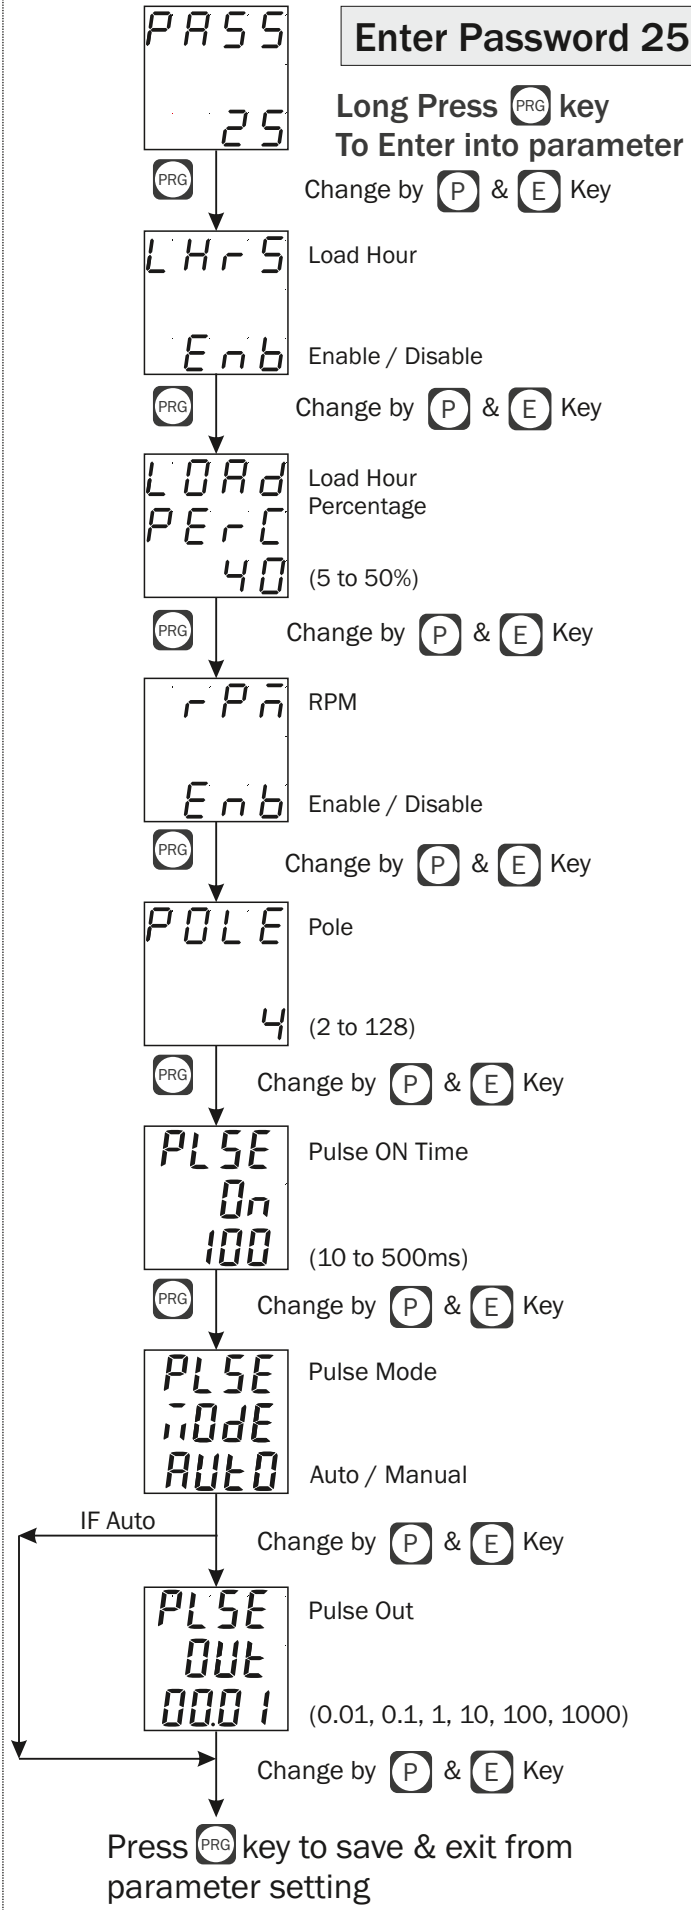 PASS
Enter Password 25
25
Long Press PRG key
To Enter into parameter
PRG
Change by P & E Key
LHrS
Load Hour
Enb
Enable / Disable
PRG
Change by P & E Key
LOAd
Load Hour
PErC
Percentage
40
(5 to 50%)
PRG
Change by P & E Key
rPm
RPM
Enb
Enable / Disable
PRG
Change by P & E Key
POLE
Pole
4
(2 to 128)
PRG
Change by P & E Key
PLSE
Pulse ON Time
On
100
(10 to 500ms)
PRG
Change by P & E Key
PLSE
Pulse Mode
mOdE
AUtO
Auto / Manual
IF Auto
Change by P & E Key
PLSE
Pulse Out
OUt
00.01
(0.01, 0.1, 1, 10, 100, 1000)
Change by P & E Key
Press PRG key to save & exit from
parameter setting